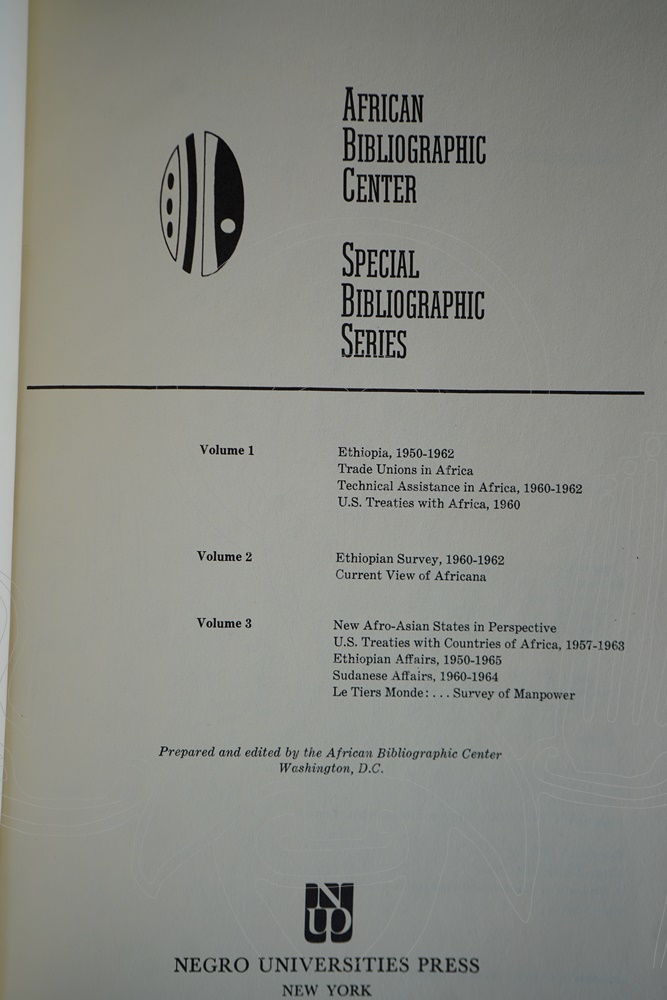 AFRICAN
BIBLIOGRAPHIC
CENTER
SPECIAL
BIBLIOGRAPHIC
SERIES
Volume 1
Ethiopia, 1950-1962
Trade Unions in Africa
Technical Assistance in Africa, 1960-1962
U.S. Treaties with Africa, 1960
Volume 2
Ethiopian Survey, 1960-1962
Current View of Africana
Volume 3
New Afro-Asian States in Perspective
U.S. Treaties with Countries of Africa, 1957-1963
Ethiopian Affairs, 1950-1965
Sudanese Affairs, 1960-1964
Le Tiers Monde: . . . Survey of Manpower
Prepared and edited by the African Bibliographic Center
Washington, D.C.
NUP
NEGRO UNIVERSITIES PRESS
NEW YORK